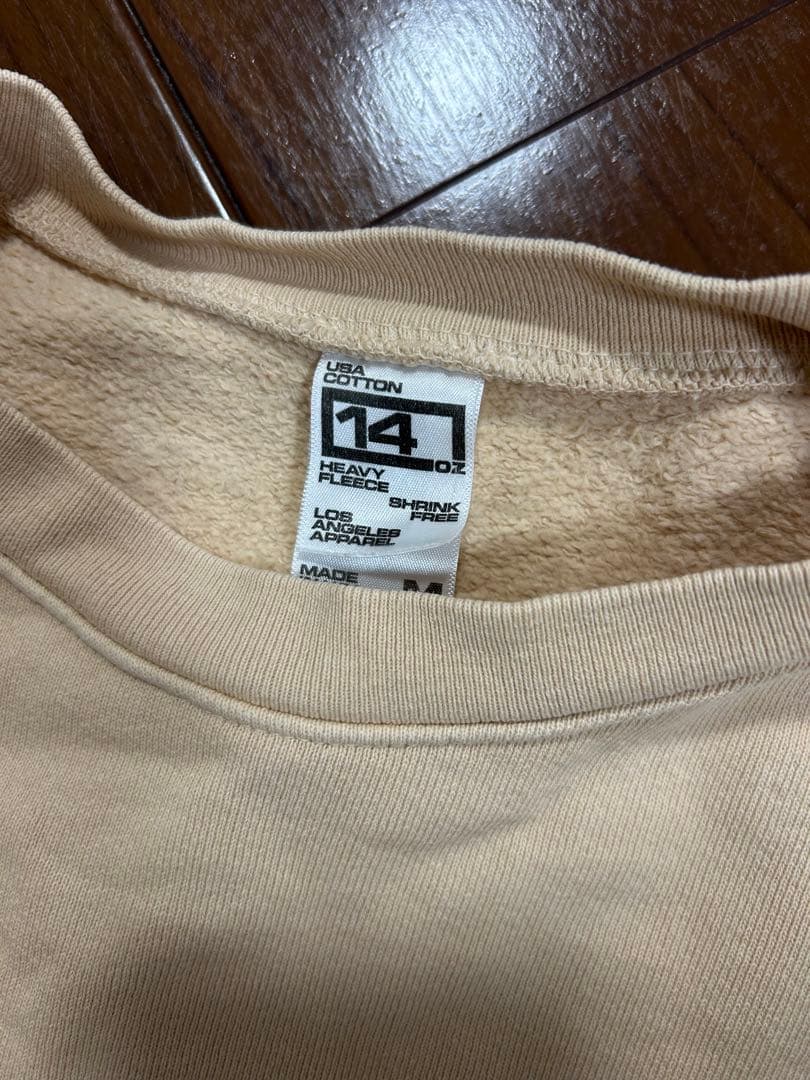 USA
COTTON
14
OZ
HEAVY
FLEECE
SHRINK
FREE
LOS
ANGELES
APPAREL
MADE
M